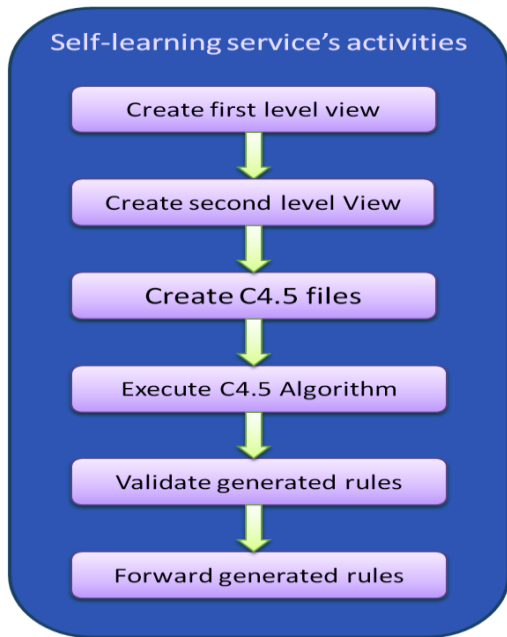 Self-learning service's activities
Create first level view
Create second level View
Create C4.5 files
Execute C4.5 Algorithm
Validate generated rules
Forward generated rules